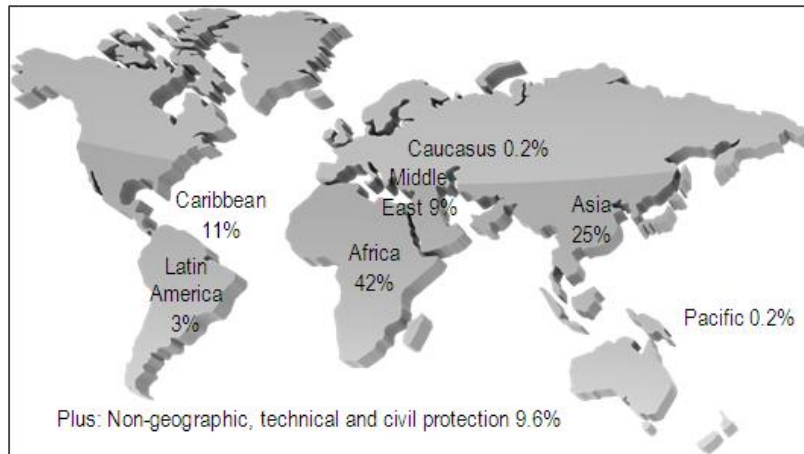 Caucasus 0.2%
Middle
East 9%
Caribbean
11%
Asia
25%
Africa
42%
Latin
America
3%
Pacific 0.2%
Plus: Non-geographic, technical and civil protection 9.6%